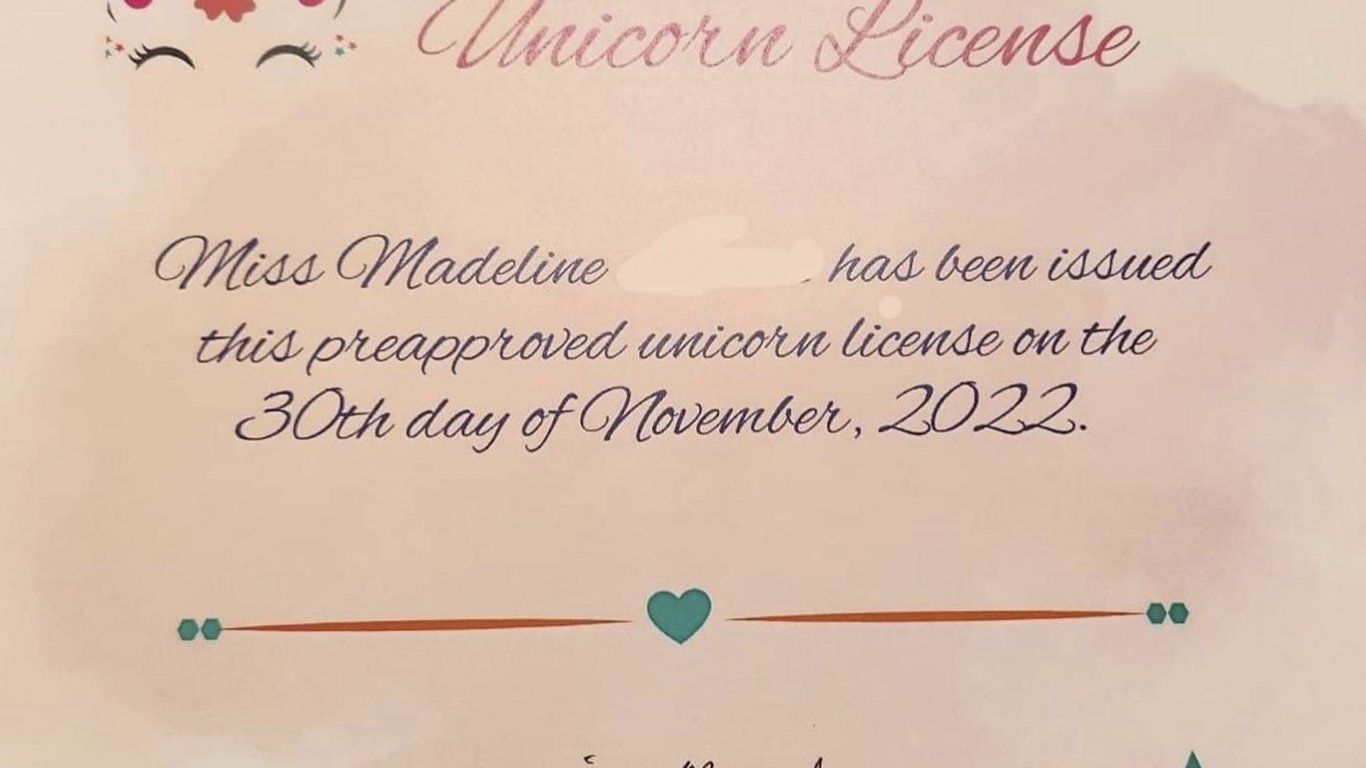 Unicorn License
Miss Madeline has been issued
this preapproved unicorn license on the
30th day of November, 2022.